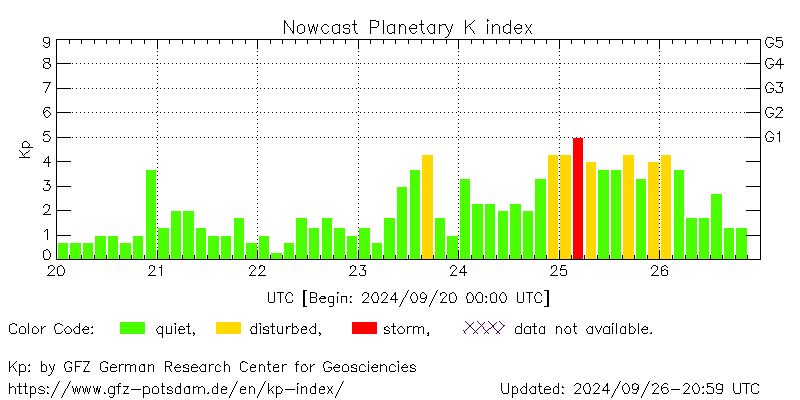 Nowcast Planetary K index
9 G5
8 G4
7 G3
6 G2
5 G1
Kp
4
3
2
1
0
20 21 22 23 24 25 26
UTC [Begin: 2024/09/20 00:00 UTC]
Color Code: quiet, disturbed, storm, data not available.
Kp: by GFZ German Research Center for Geosciencies
https://www.gfz-potsdam.de/en/kp-index/ Updated: 2024/09/26-20:59 UTC